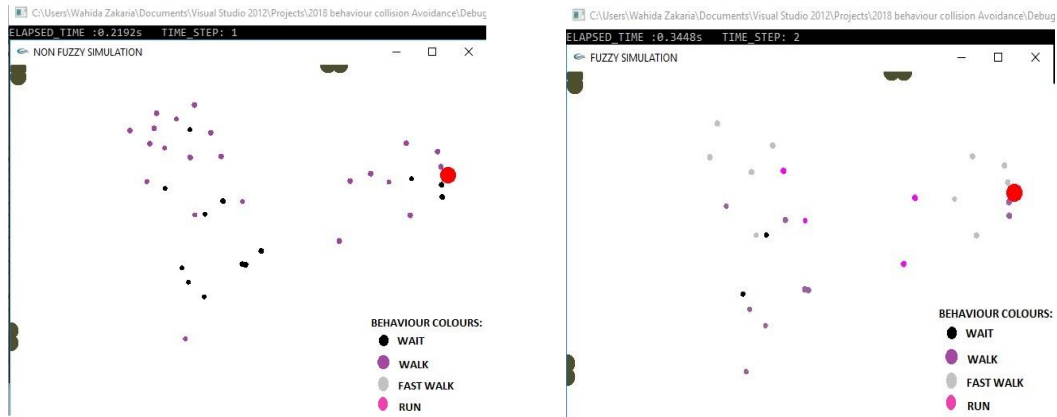 C:\Users\Wahida Zakaria\Documents\Visual Studio 2012\Projects\2018 behaviour collision Avoidance\Debug
ELAPSED_TIME :0.2192s TIME_STEP: 1
NON FUZZY SIMULATION
BEHAVIOUR COLOURS:
WAIT
WALK
FAST WALK
RUN
C:\Users\Wahida Zakaria\Documents\Visual Studio 2012\Projects\2018 behaviour collision Avoidance\Debug
ELAPSED_TIME :0.3448s TIME_STEP: 2
FUZZY SIMULATION
BEHAVIOUR COLOURS:
WAIT
WALK
FAST WALK
RUN